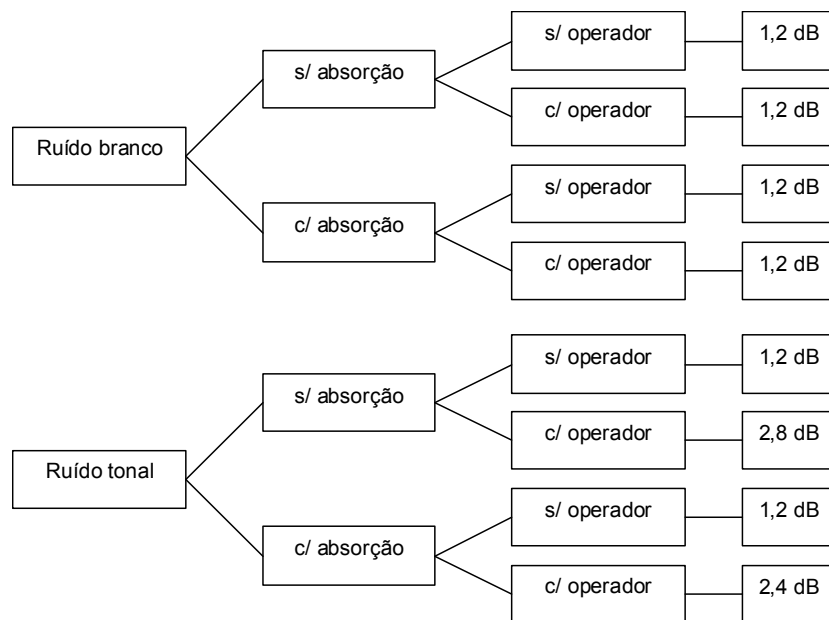 s/ operador
1,2 dB
s/ absorção
c/ operador
1,2 dB
Ruído branco
s/ operador
1,2 dB
c/ absorção
c/ operador
1,2 dB
s/ operador
1,2 dB
s/ absorção
c/ operador
2,8 dB
Ruído tonal
s/ operador
1,2 dB
c/ absorção
c/ operador
2,4 dB